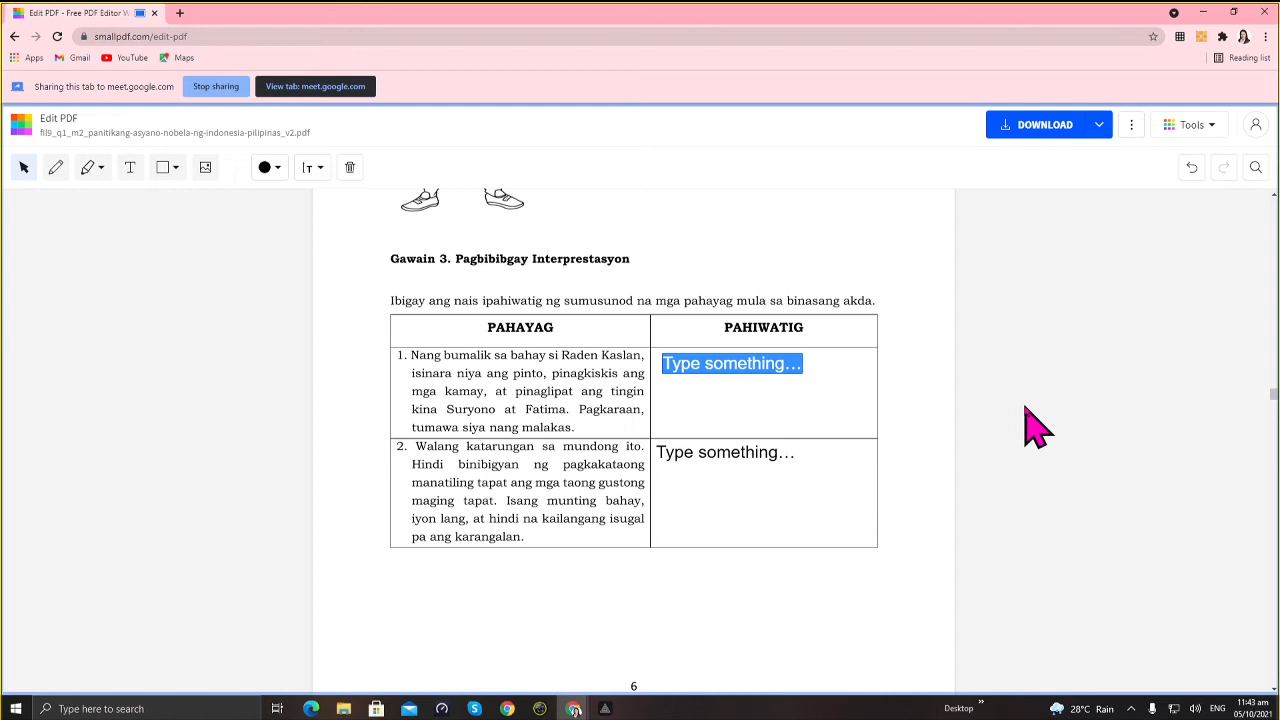 Edit PDF - Free PDF Editor W
smallpdf.com/edit-pdf
Apps
Gmail
YouTube
Maps
Reading list
Sharing this tab to meet.google.com
Stop sharing
View tab: meet.google.com
Edit PDF
fil9_q1_m2_panitikang-asyano-nobela-ng-indonesia-pilipinas_v2.pdf
DOWNLOAD
Tools
T
T
Gawain 3. Pagbibibgay Interprestasyon
Ibigay ang nais ipahiwatig ng sumusunod na mga pahayag mula sa binasang akda.
PAHAYAG
PAHIWATIG
1. Nang bumalik sa bahay si Raden Kaslan,
isinara niya ang pinto, pinagkiskis ang
mga kamay, at pinaglipat ang tingin
kina Suryono at Fatima. Pagkaraan,
tumawa siya nang malakas.
Type something...
2. Walang katarungan sa mundong ito.
Hindi binibigyan ng pagkakataong
manatiling tapat ang mga taong gustong
maging tapat. Isang munting bahay,
iyon lang, at hindi na kailangang isugal
pa ang karangalan.
Type something...
6
Type here to search
Desktop
28°C Rain
ENG
11:43 am
05/10/2021